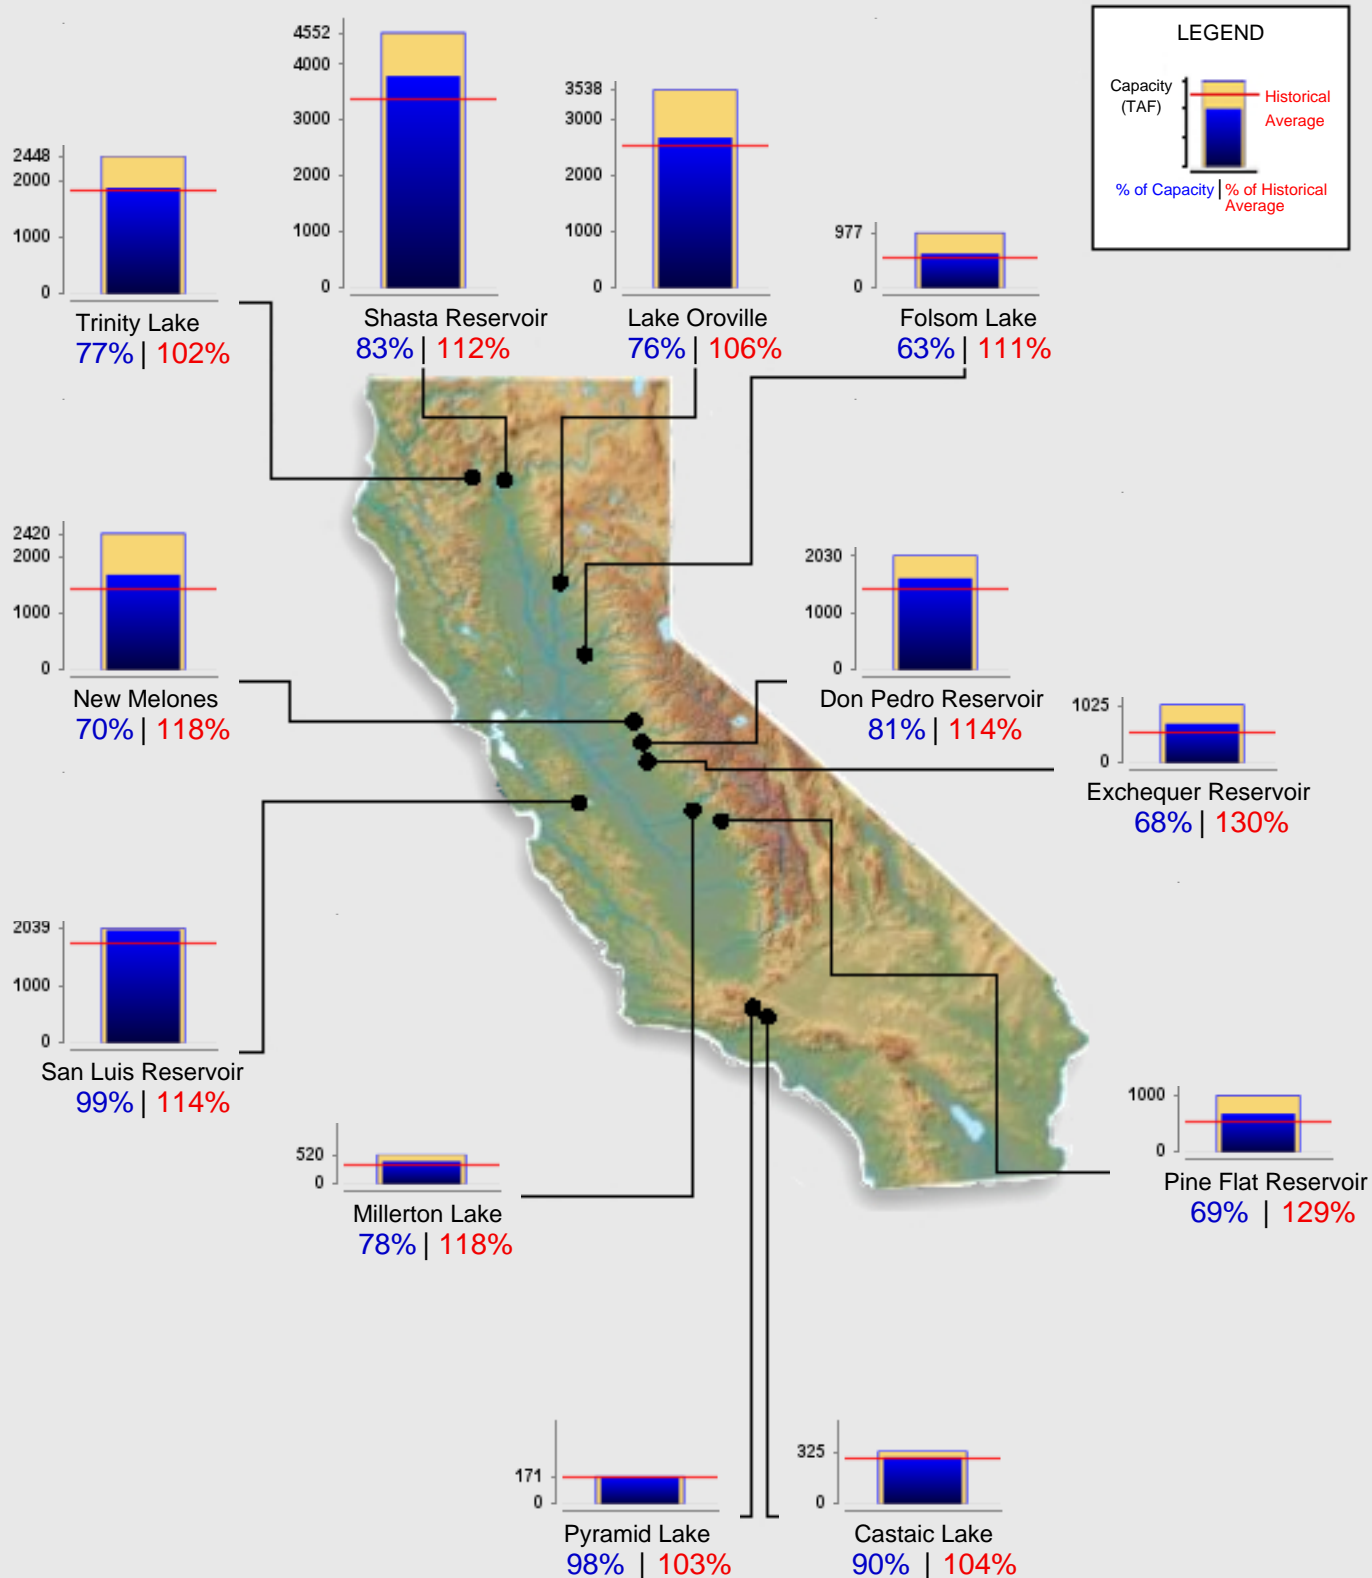 LEGEND
Capacity
(TAF)
Historical
Average
% of Capacity | % of Historical
Average
4552
4000
3000
2000
1000
0
Shasta Reservoir
83% | 112%
3538
3000
2000
1000
0
Lake Oroville
76% | 106%
2448
2000
1000
0
Trinity Lake
77% | 102%
977
0
Folsom Lake
63% | 111%
2420
2000
1000
0
New Melones
70% | 118%
2030
1000
0
Don Pedro Reservoir
81% | 114%
1025
0
Exchequer Reservoir
68% | 130%
2039
1000
0
San Luis Reservoir
99% | 114%
520
0
Millerton Lake
78% | 118%
1000
0
Pine Flat Reservoir
69% | 129%
171
0
Pyramid Lake
98% | 103%
325
0
Castaic Lake
90% | 104%